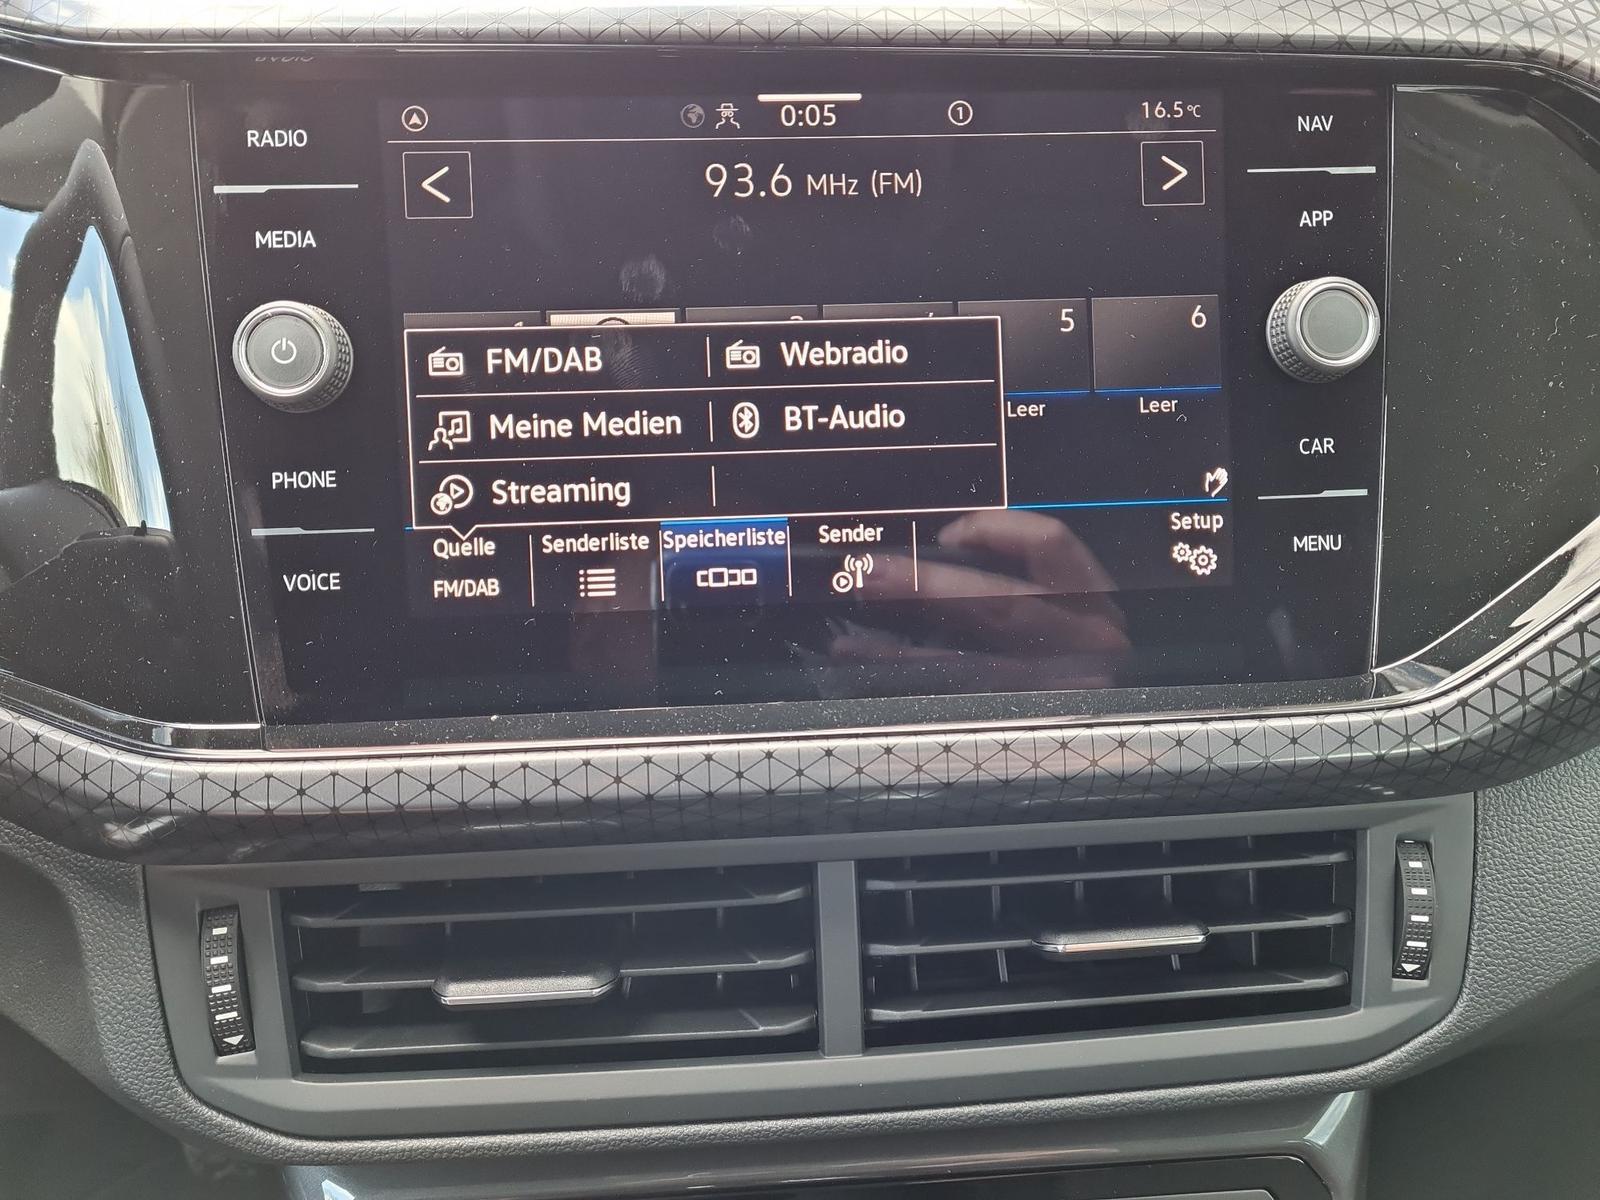 RADIO
MEDIA
PHONE
VOICE
0:05
1
16.5°C
93.6 MHz (FM)
5
6
FM/DAB
Webradio
Meine Medien
BT-Audio
Streaming
Leer
Leer
Quelle
FM/DAB
Senderliste
Speicherliste
Sender
Setup
NAV
APP
CAR
MENU